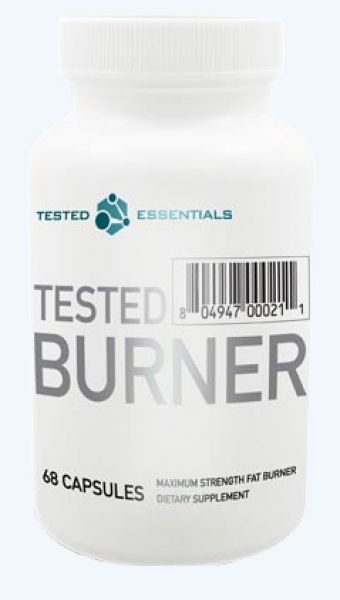 TESTED ESSENTIALS
TESTED
8 04947 00021 1
BURNER
68 CAPSULES
MAXIMUM STRENGTH FAT BURNER
DIETARY SUPPLEMENT